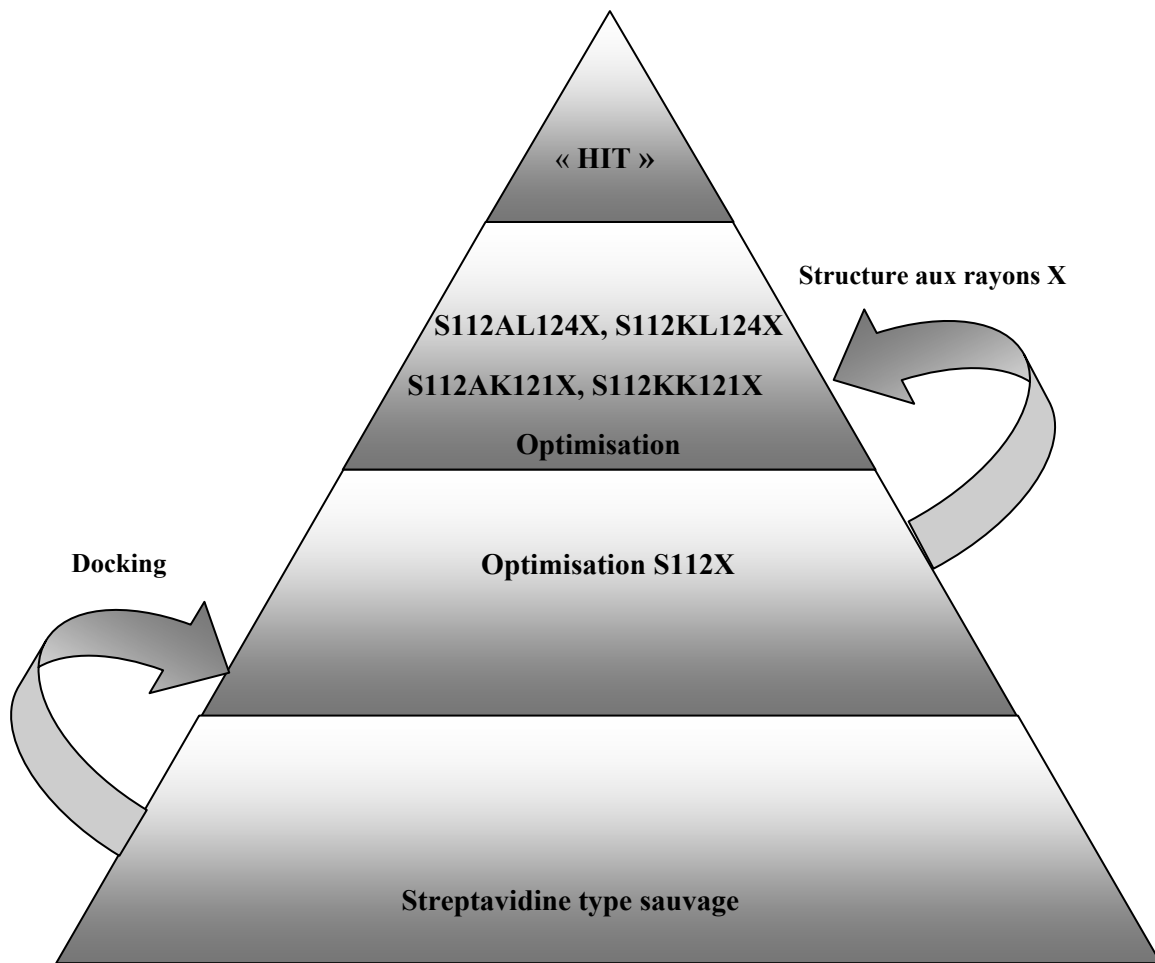 « HIT »
Structure aux rayons X
S112AL124X, S112KL124X
S112AK121X, S112KK121X
Optimisation
Docking
Optimisation S112X
Streptavidine type sauvage